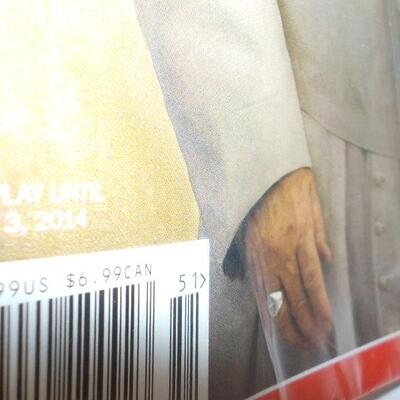 PLAY UNTIL
3, 2014
99US $6.99CAN 51>